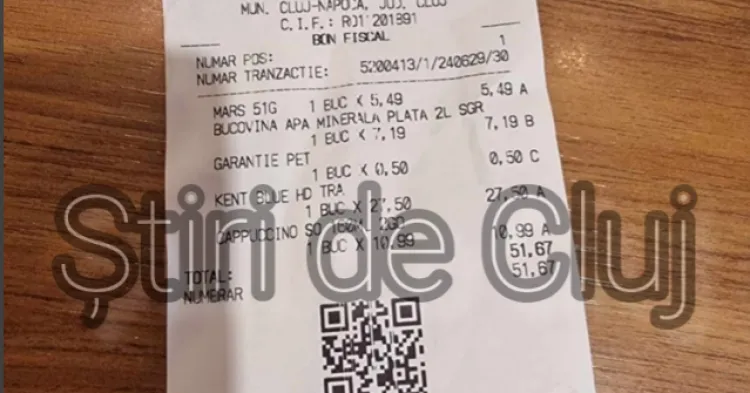 MUN. CLUJ-NAPOCA, JUD. CLUJ
C.I.F.: RO11201891
BON FISCAL
NUMAR POS: 1
NUMAR TRANZACTIE: 5200413/1/240629/30
MARS 51G
1 BUC X 5,49 5,49 A
BUCOVINA APA MINERALA PLATA 2L SGR
1 BUC X 7,19 7,19 B
GARANTIE PET
1 BUC X 0,50 0,50 C
KENT BLUE HD TRA
1 BUC X 27,50 27,50 A
CAPPUCCINO
1 BUC X 10,99 10,99 A
TOTAL: 51,67
NUMERAR 51,67
Știri de Cluj